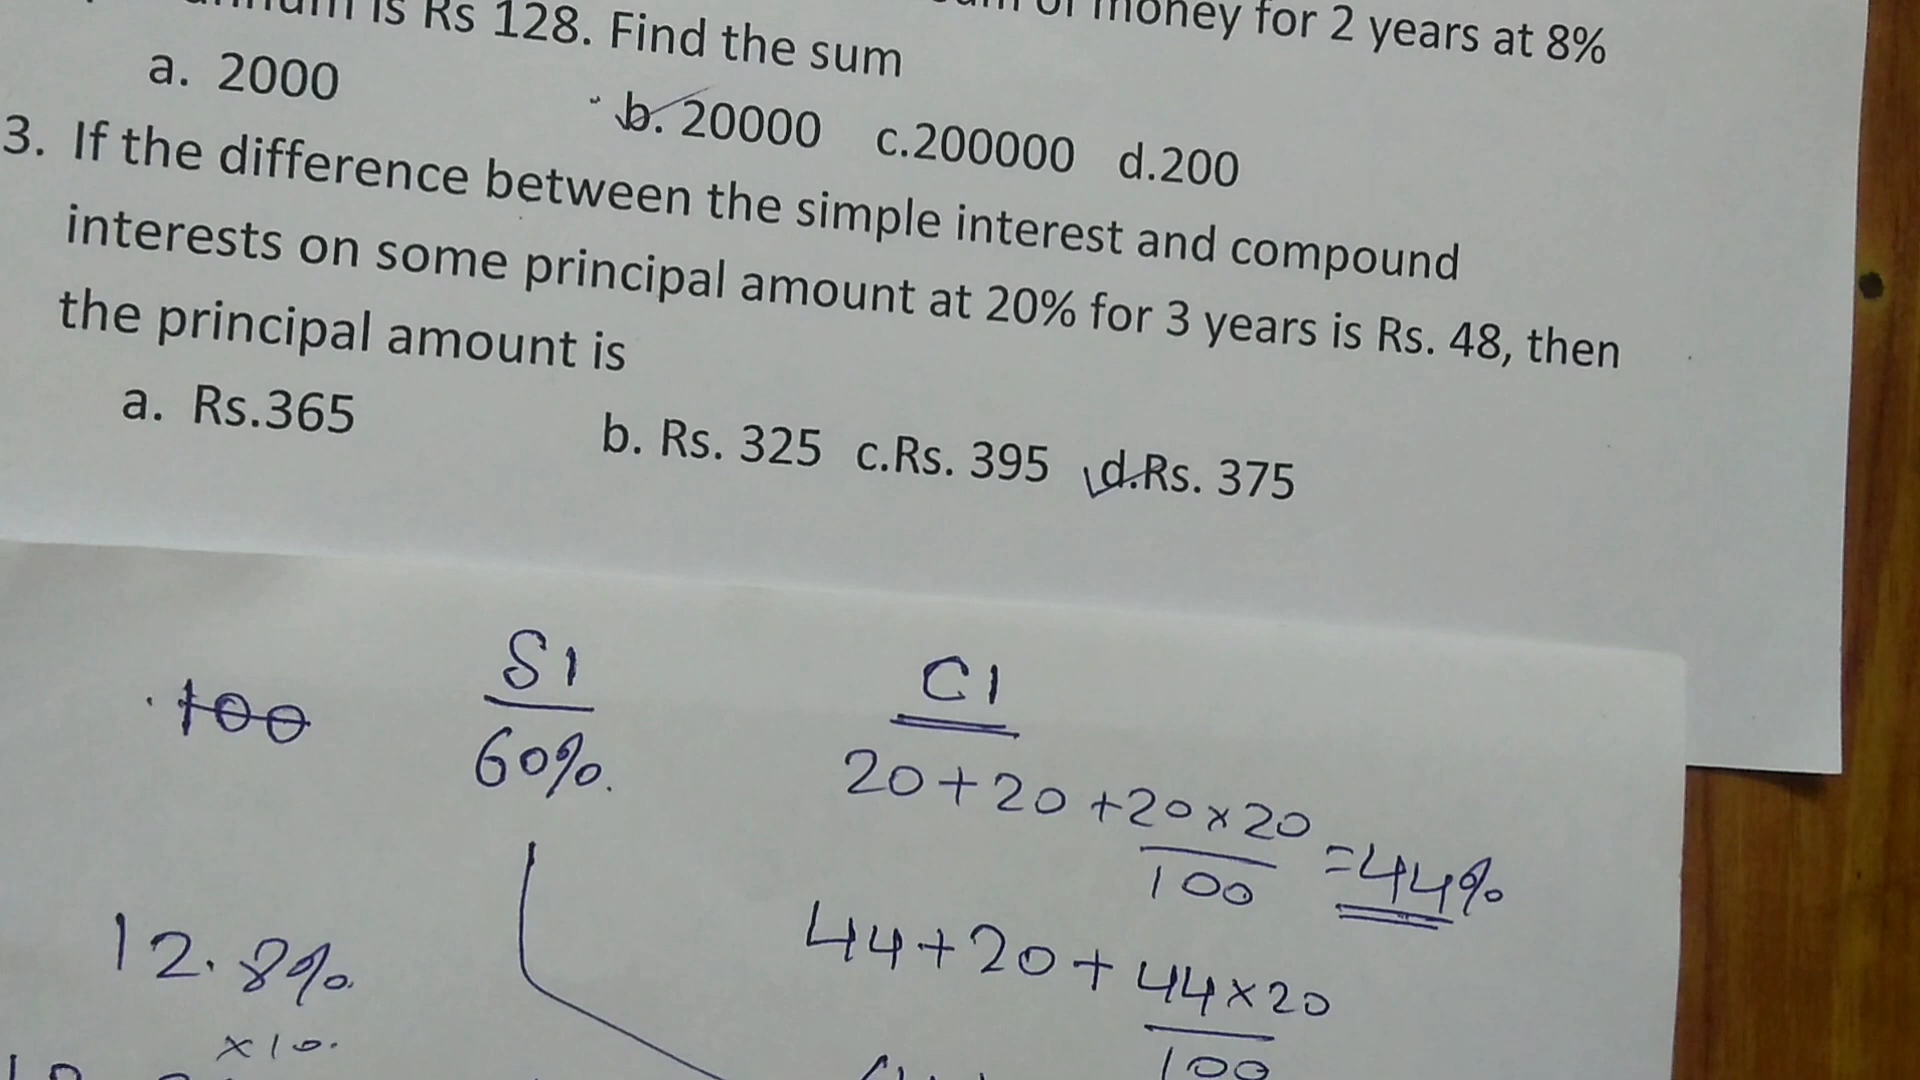 is Rs 128. Find the sum
money for 2 years at 8%
a. 2000 b. 20000 c.200000 d.200
3. If the difference between the simple interest and compound
interests on some principal amount at 20% for 3 years is Rs. 48, then
the principal amount is
a. Rs.365 b. Rs. 325 c.Rs. 395 d.Rs. 375
100 SI CI
60%. 20+20+20×20/100 =44%
12.8% 44+20+44×20/100
×10.